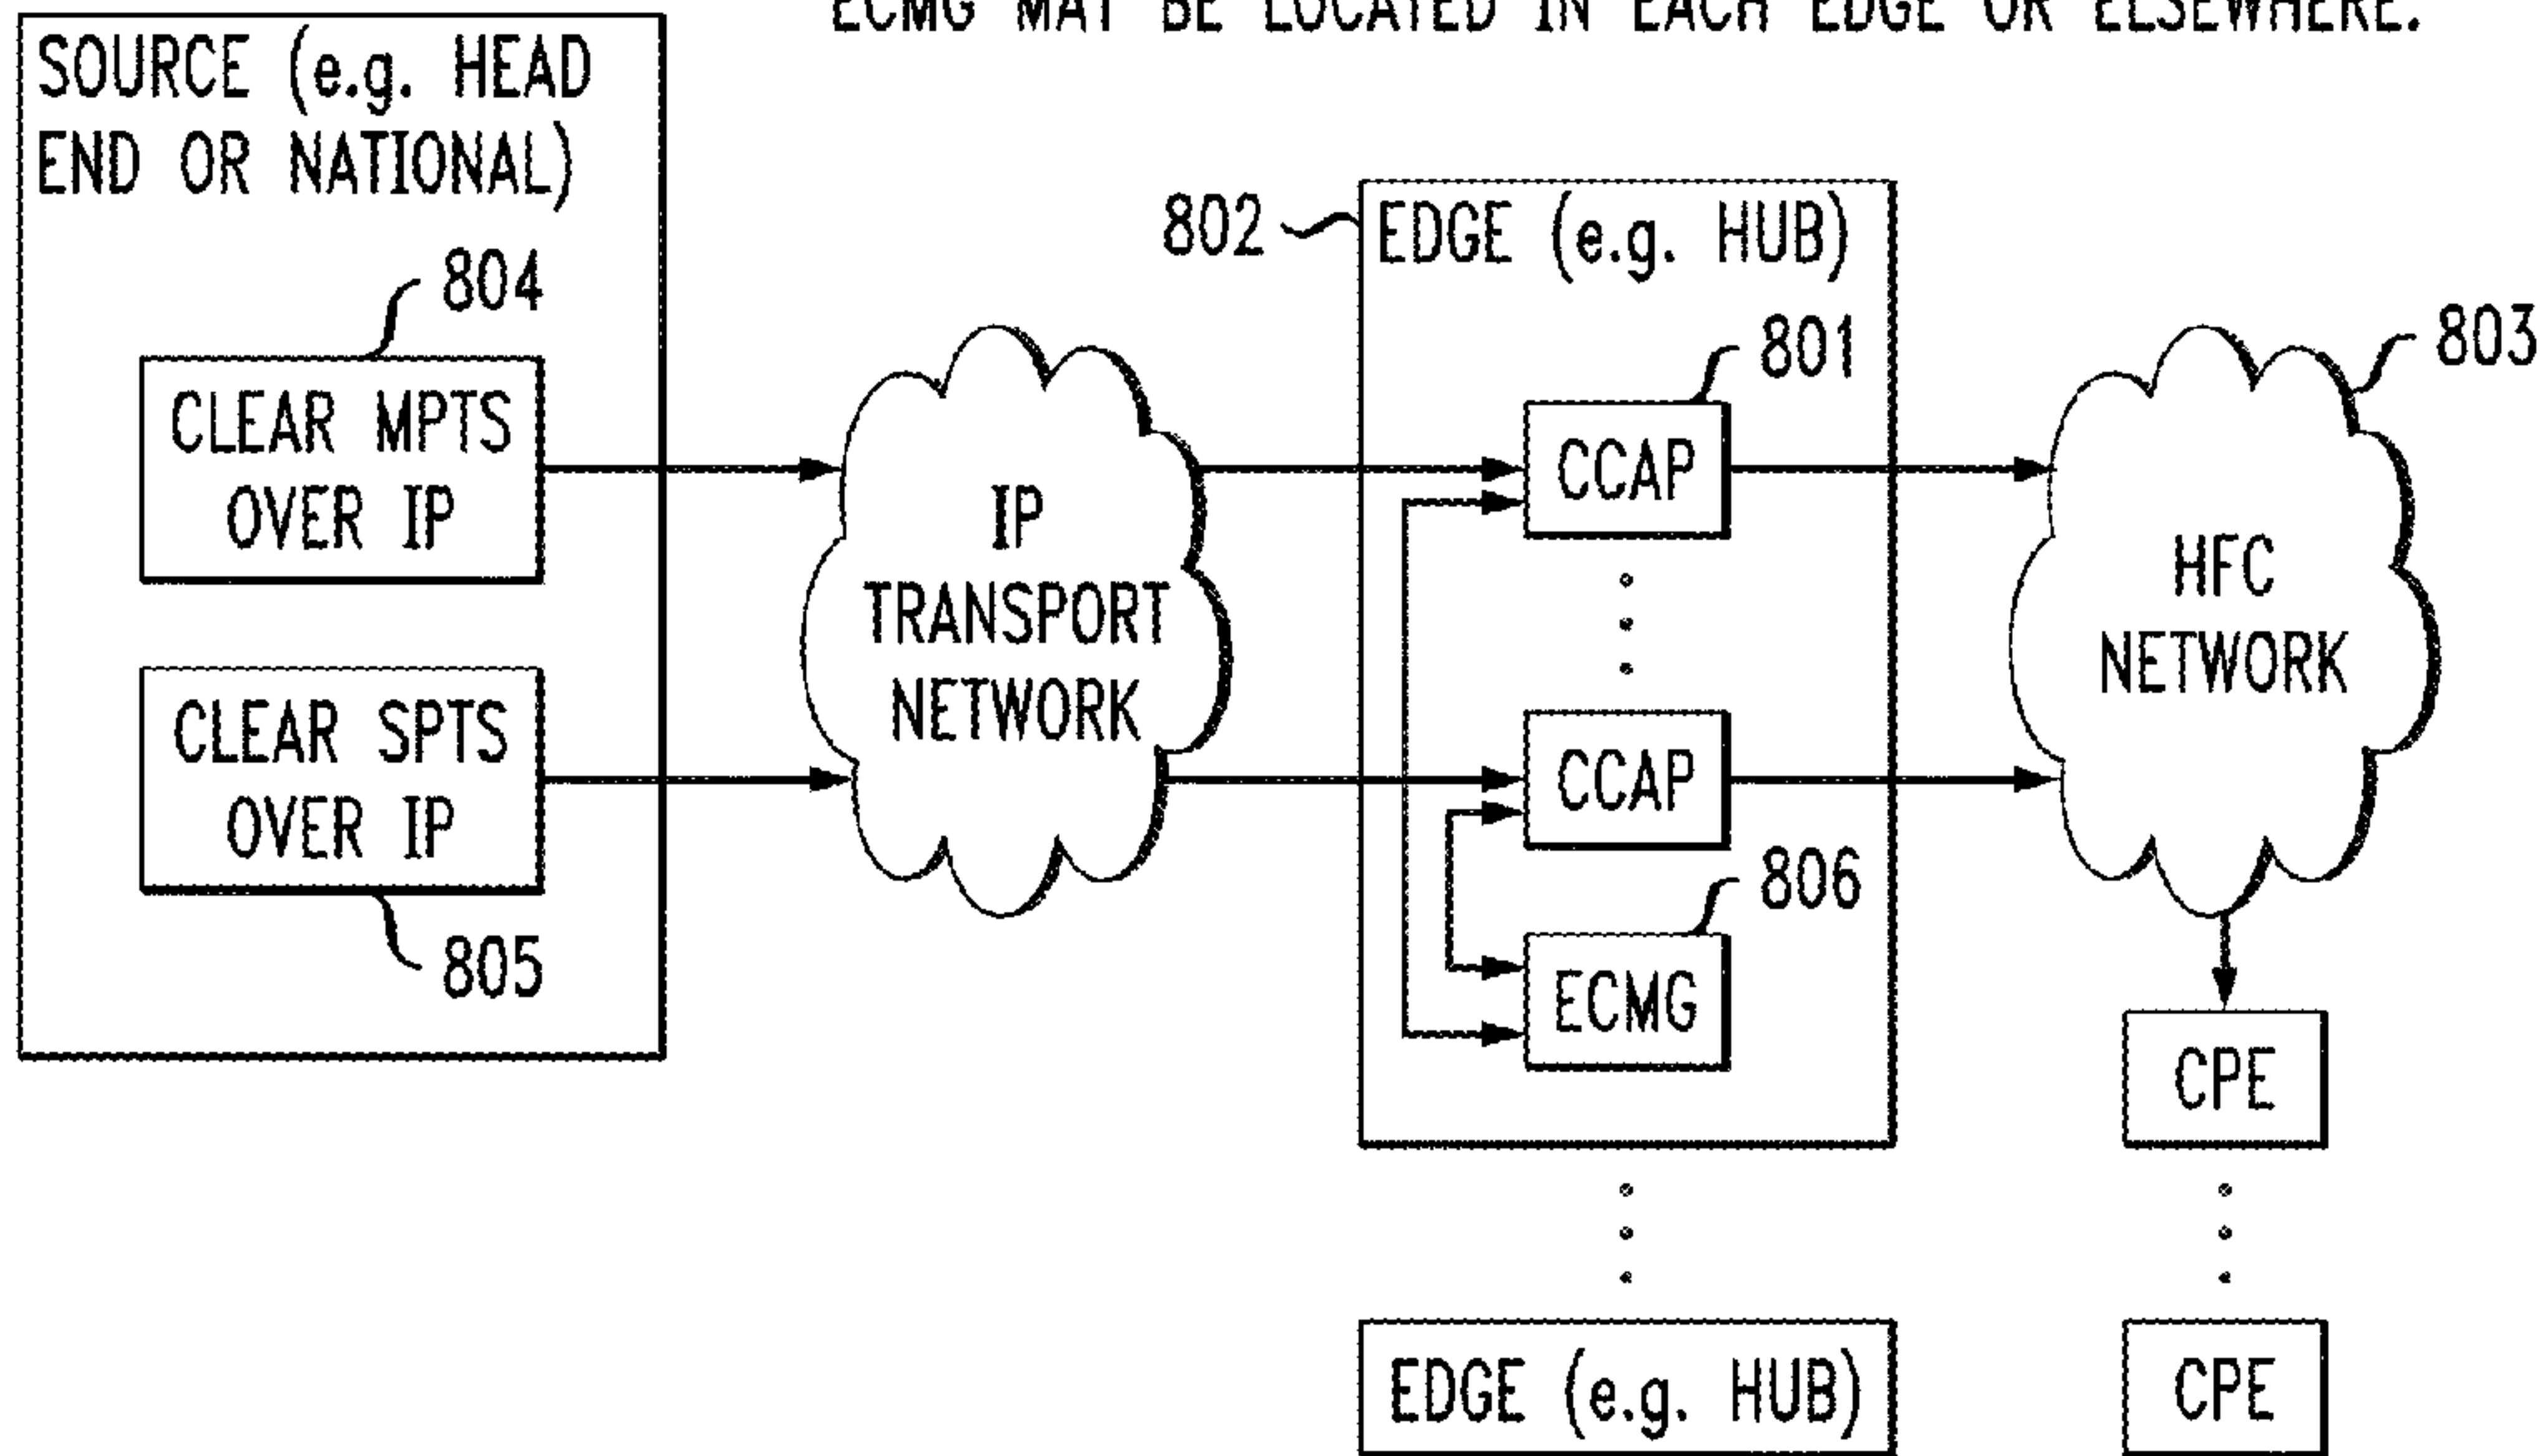 ECMG MAY BE LOCATED IN EACH EDGE OR ELSEWHERE.
SOURCE (e.g. HEAD
END OR NATIONAL)
804
CLEAR MPTS
OVER IP
CLEAR SPTS
OVER IP
805
IP
TRANSPORT
NETWORK
802
EDGE (e.g. HUB)
801
CCAP
CCAP
806
ECMG
803
HFC
NETWORK
CPE
EDGE (e.g. HUB)
CPE